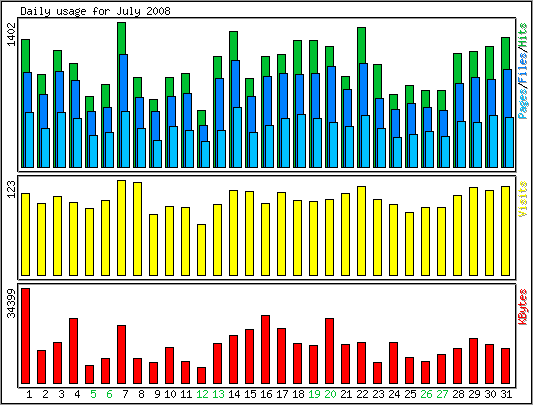 Daily usage for July 2008
1402
Pages/Files/Hits
123
Visits
34399
KBytes
1 2 3 4 5 6 7 8 9 10 11 12 13 14 15 16 17 18 19 20 21 22 23 24 25 26 27 28 29 30 31